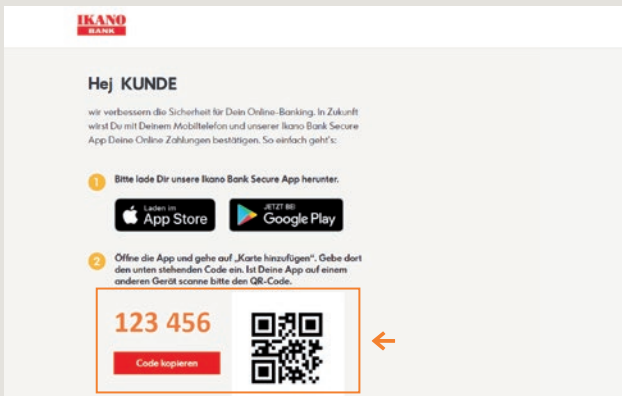 IKANO
BANK
Hej KUNDE
wir verbessern die Sicherheit für Dein Online-Banking. In Zukunft
wirst Du mit Deinem Mobiltelefon und unserer Ikano Bank Secure
App Deine Online Zahlungen bestätigen. So einfach geht's:
1 Bitte lade Dir unsere Ikano Bank Secure App herunter.
Laden im
App Store
JETZT BEI
Google Play
2 Öffne die App und gehe auf „Karte hinzufügen“. Gebe dort
den unten stehenden Code ein. Ist Deine App auf einem
anderen Gerät scanne bitte den QR-Code.
123 456
Code kopieren